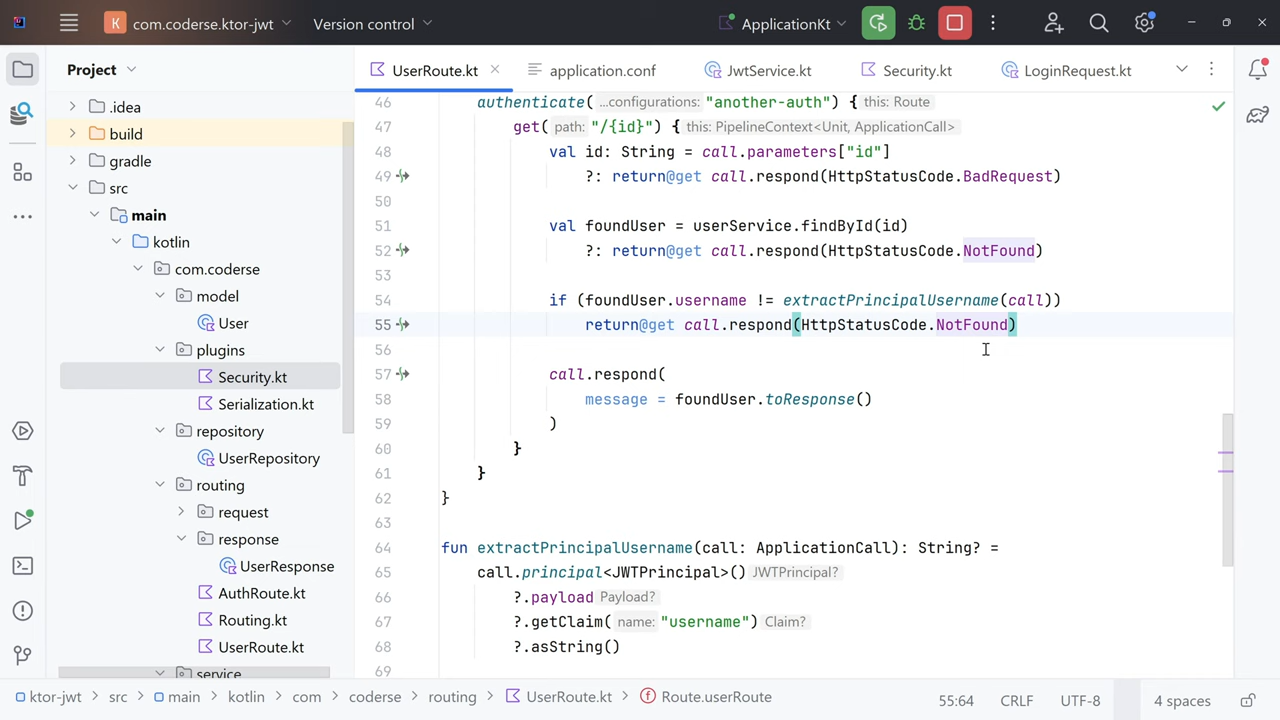 K com.coderse.ktor-jwt Version control ApplicationKt
Project
UserRoute.kt application.conf JwtService.kt Security.kt LoginRequest.kt
.idea
build
gradle
src
main
kotlin
com.coderse
model
User
plugins
Security.kt
Serialization.kt
repository
UserRepository
routing
request
response
UserResponse
AuthRoute.kt
Routing.kt
UserRoute.kt
service
46 authenticate( ...configurations: "another-auth") { this: Route
47 get( path: "/{id}") { this: PipelineContext<Unit, ApplicationCall>
48 val id: String = call.parameters["id"]
49 ?: return@get call.respond(HttpStatusCode.BadRequest)
50
51 val foundUser = userService.findById(id)
52 ?: return@get call.respond(HttpStatusCode.NotFound)
53
54 if (foundUser.username != extractPrincipalUsername(call))
55 return@get call.respond(HttpStatusCode.NotFound)
56
57 call.respond(
58 message = foundUser.toResponse()
59 )
60 }
61 }
62 }
63
64 fun extractPrincipalUsername(call: ApplicationCall): String? =
65 call.principal<JWTPrincipal>() JWTPrincipal?
66 ?.payload Payload?
67 ?.getClaim( name: "username") Claim?
68 ?.asString()
69
ktor-jwt > src > main > kotlin > com > coderse > routing > UserRoute.kt > Route.userRoute 55:64 CRLF UTF-8 4 spaces